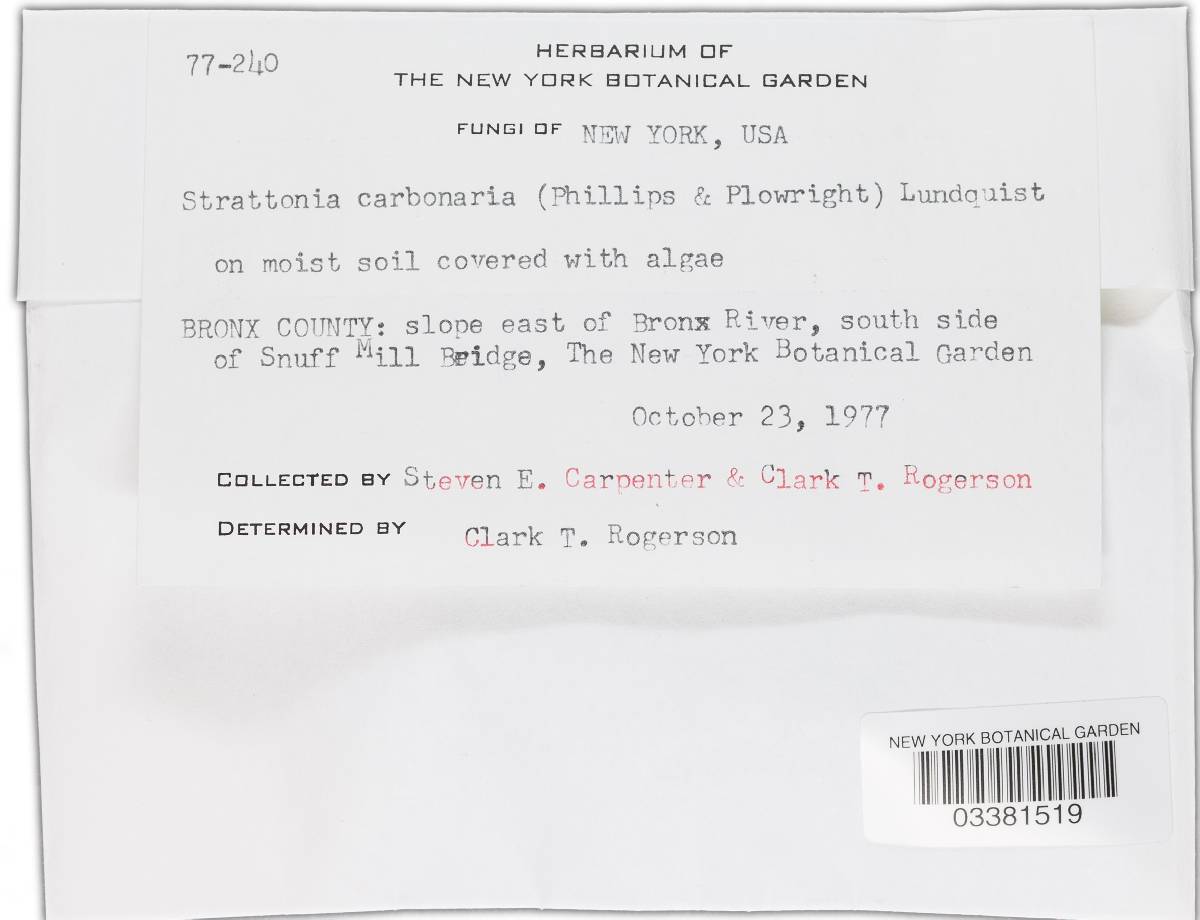 77-240
HERBARIUM OF
THE NEW YORK BOTANICAL GARDEN
FUNGI OF NEW YORK, USA
Strattonia carbonaria (Phillips & Plowright) Lundquist
on moist soil covered with algae
BRONX COUNTY: slope east of Bronx River, south side
of Snuff Mill Bridge, The New York Botanical Garden
October 23, 1977
COLLECTED BY Steven E. Carpenter & Clark T. Rogerson
DETERMINED BY Clark T. Rogerson
NEW YORK BOTANICAL GARDEN
03381519